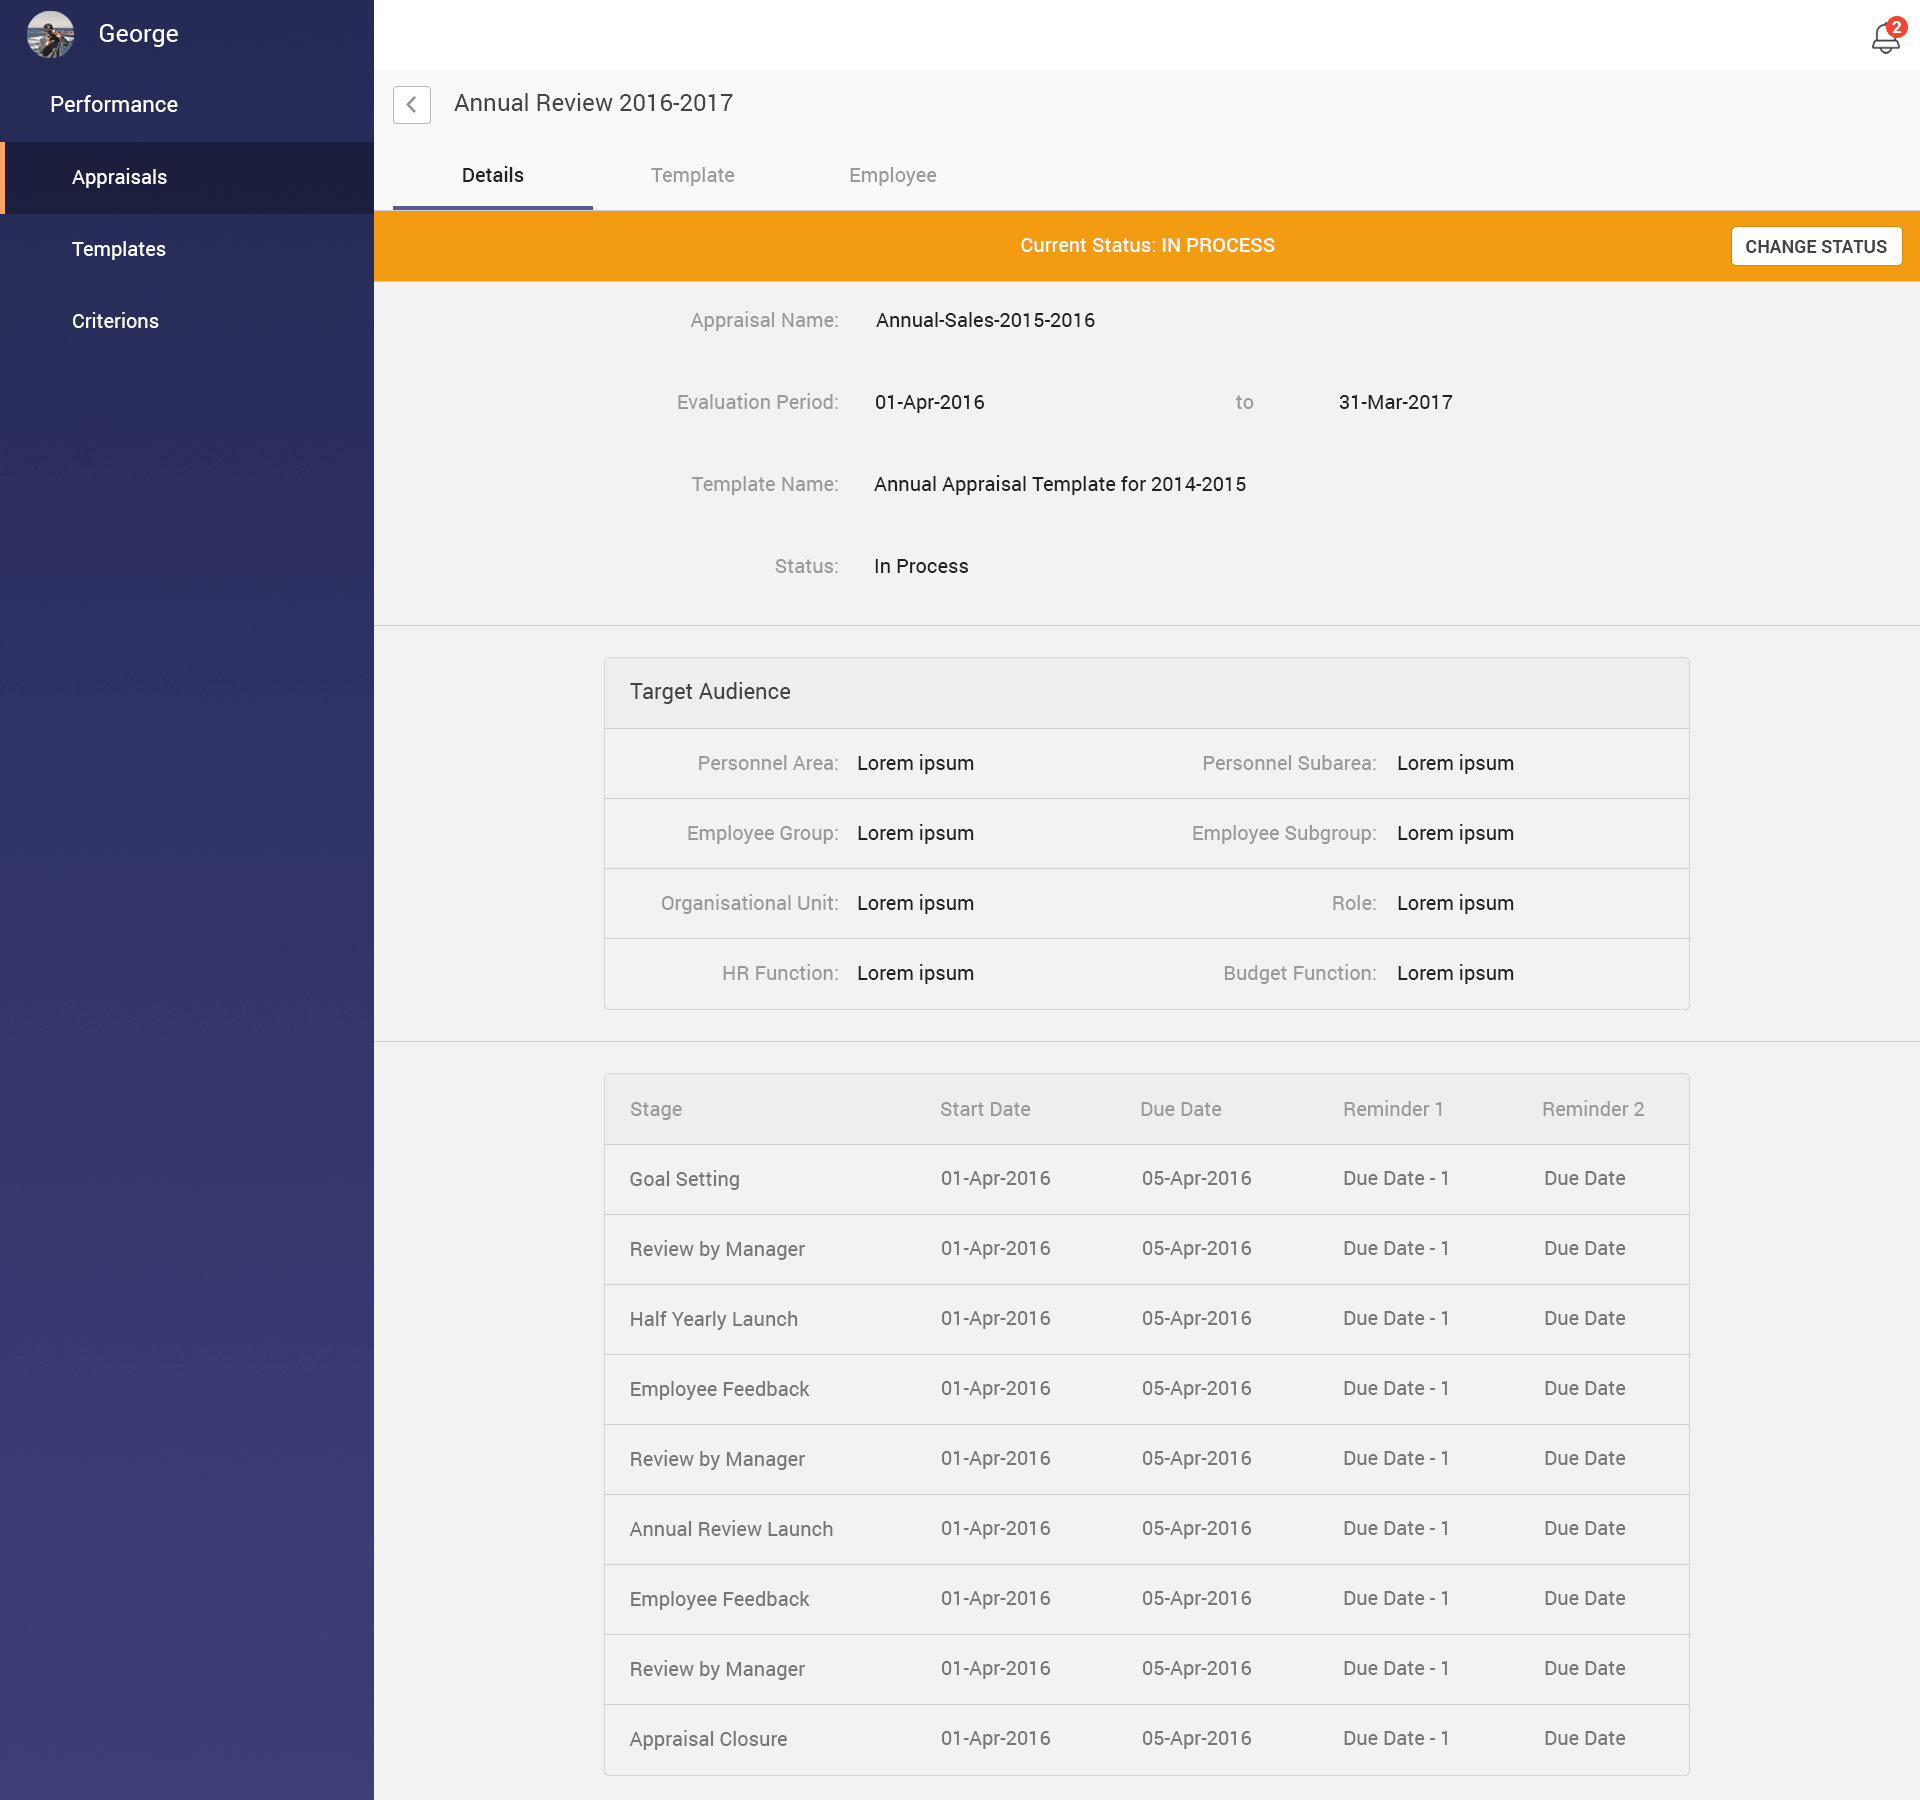 George
2
Performance
Appraisals
Templates
Criterions
Annual Review 2016-2017
Details Template Employee
Current Status: IN PROCESS CHANGE STATUS
Appraisal Name: Annual-Sales-2015-2016
Evaluation Period: 01-Apr-2016 to 31-Mar-2017
Template Name: Annual Appraisal Template for 2014-2015
Status: In Process
Target Audience
Personnel Area: Lorem ipsum Personnel Subarea: Lorem ipsum
Employee Group: Lorem ipsum Employee Subgroup: Lorem ipsum
Organisational Unit: Lorem ipsum Role: Lorem ipsum
HR Function: Lorem ipsum Budget Function: Lorem ipsum
Stage Start Date Due Date Reminder 1 Reminder 2
Goal Setting 01-Apr-2016 05-Apr-2016 Due Date - 1 Due Date
Review by Manager 01-Apr-2016 05-Apr-2016 Due Date - 1 Due Date
Half Yearly Launch 01-Apr-2016 05-Apr-2016 Due Date - 1 Due Date
Employee Feedback 01-Apr-2016 05-Apr-2016 Due Date - 1 Due Date
Review by Manager 01-Apr-2016 05-Apr-2016 Due Date - 1 Due Date
Annual Review Launch 01-Apr-2016 05-Apr-2016 Due Date - 1 Due Date
Employee Feedback 01-Apr-2016 05-Apr-2016 Due Date - 1 Due Date
Review by Manager 01-Apr-2016 05-Apr-2016 Due Date - 1 Due Date
Appraisal Closure 01-Apr-2016 05-Apr-2016 Due Date - 1 Due Date